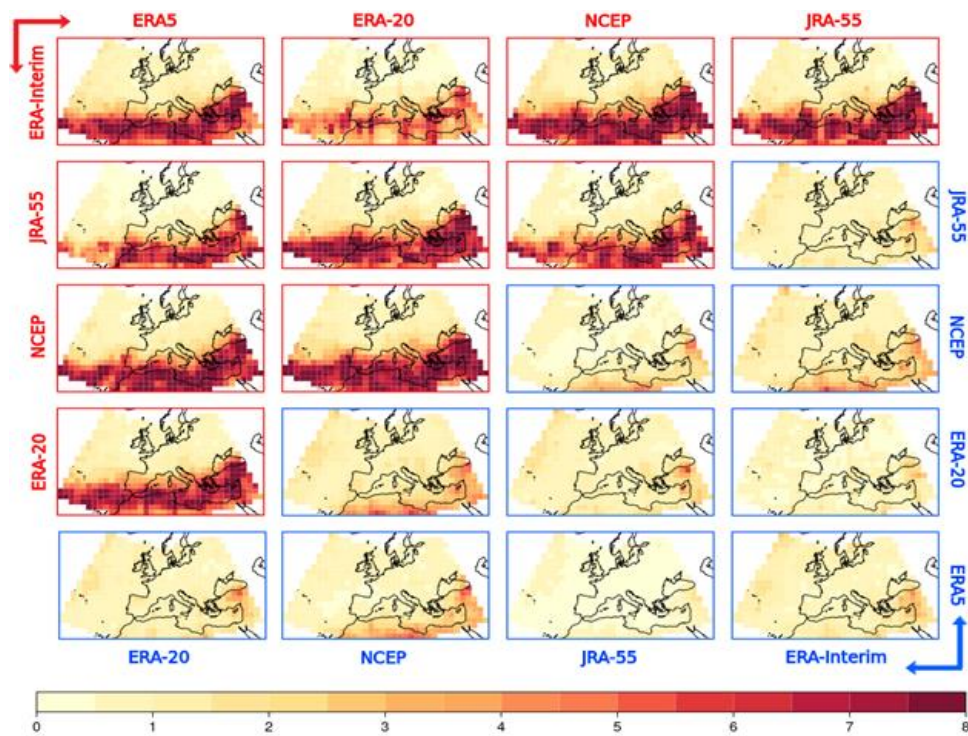 ERA5 ERA-20 NCEP JRA-55
ERA-Interim
JRA-55 JRA-55
NCEP NCEP
ERA-20 ERA-20
ERA5
ERA-20 NCEP JRA-55 ERA-Interim
0 1 2 3 4 5 6 7 8